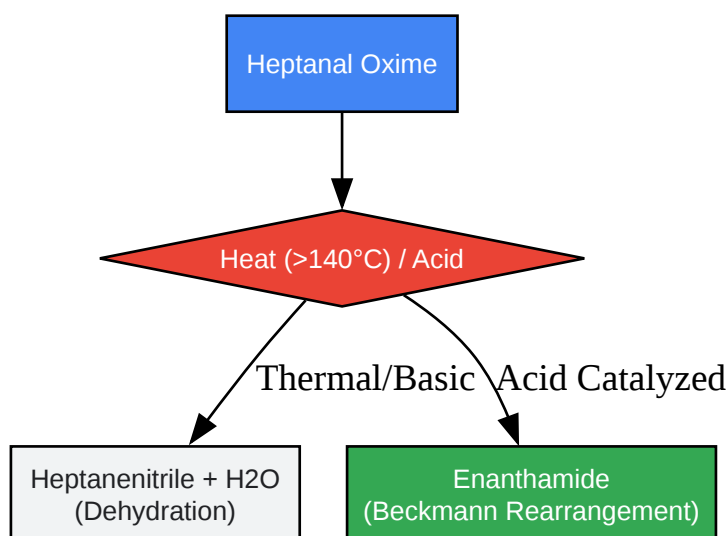 Heptanal Oxime
Heat (>140°C) / Acid
Thermal/Basic
Acid Catalyzed
Heptanenitrile + H2O
(Dehydration)
Enanthamide
(Beckmann Rearrangement)